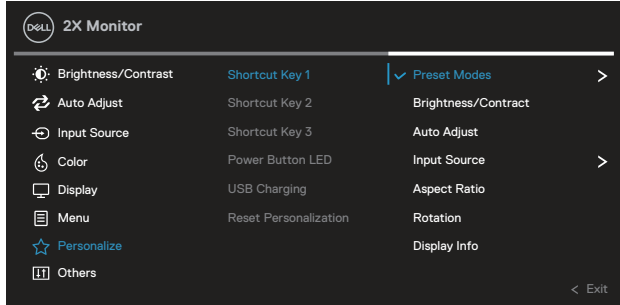 DELL 2X Monitor
Brightness/Contrast
Auto Adjust
Input Source
Color
Display
Menu
Personalize
Others
Shortcut Key 1
Shortcut Key 2
Shortcut Key 3
Power Button LED
USB Charging
Reset Personalization
Preset Modes >
Brightness/Contract
Auto Adjust
Input Source >
Aspect Ratio
Rotation
Display Info
< Exit